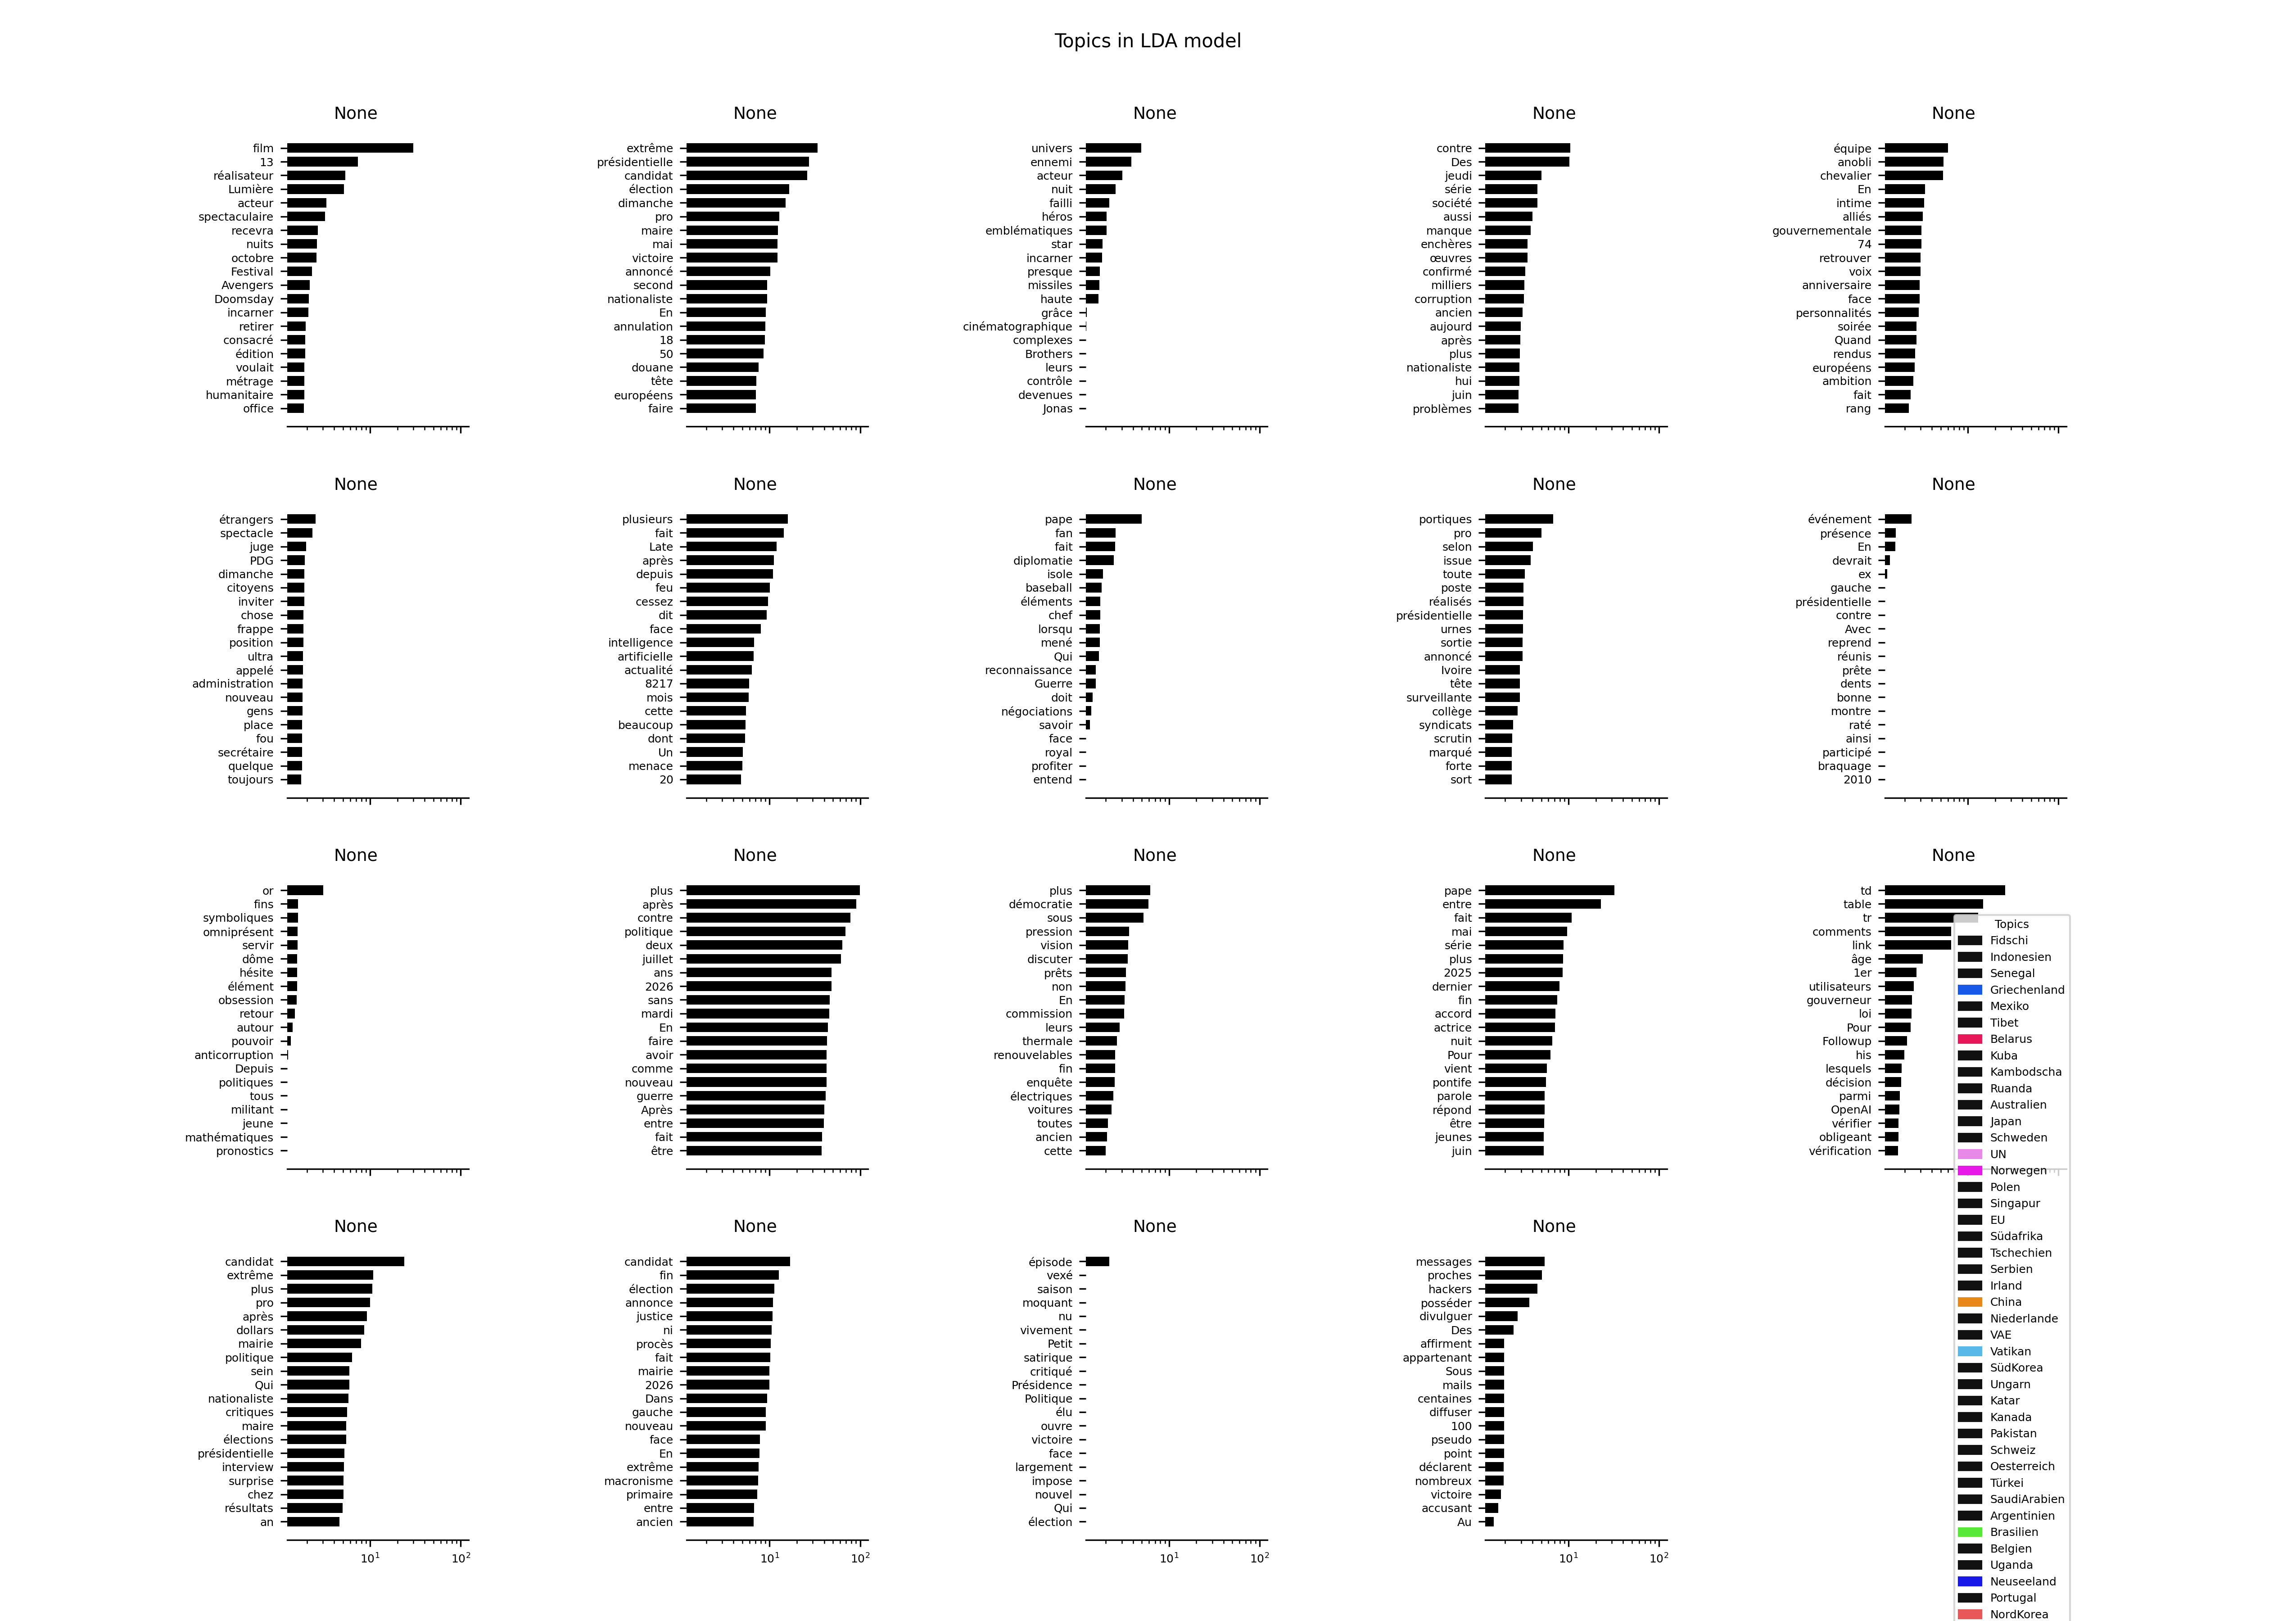 Topics in LDA model
None
film
13
réalisateur
Lumière
acteur
spectaculaire
recevra
nuits
octobre
Festival
Avengers
Doomsday
incarner
retirer
consacré
édition
voulait
métrage
humanitaire
office
None
extrême
présidentielle
candidat
élection
dimanche
pro
maire
mai
victoire
annoncé
second
nationaliste
En
annulation
18
50
douane
tête
européens
faire
None
univers
ennemi
acteur
nuit
failli
héros
emblématiques
star
incarner
presque
missiles
haute
grâce
cinématographique
complexes
Brothers
leurs
contrôle
devenues
Jonas
None
contre
Des
jeudi
série
société
aussi
manque
enchères
œuvres
confirmé
milliers
corruption
ancien
aujourd
après
plus
nationaliste
hui
juin
problèmes
None
équipe
anobli
chevalier
En
intime
alliés
gouvernementale
74
retrouver
voix
anniversaire
face
personnalités
soirée
Quand
rendus
européens
ambition
fait
rang
None
étrangers
spectacle
juge
PDG
dimanche
citoyens
inviter
chose
frappe
position
ultra
appelé
administration
nouveau
gens
place
fou
secrétaire
quelque
toujours
None
plusieurs
fait
Late
après
depuis
feu
cessez
dit
face
intelligence
artificielle
actualité
8217
mois
cette
beaucoup
dont
Un
menace
20
None
pape
fan
fait
diplomatie
isole
baseball
éléments
chef
lorsqu
mené
Qui
reconnaissance
Guerre
doit
négociations
savoir
face
royal
profiter
entend
None
portiques
pro
selon
issue
toute
poste
réalisés
présidentielle
urnes
sortie
annoncé
Ivoire
tête
surveillante
collège
syndicats
scrutin
marqué
forte
sort
None
événement
présence
En
devrait
ex
gauche
présidentielle
contre
Avec
reprend
réunis
prête
dents
bonne
montre
raté
ainsi
participé
braquage
2010
None
or
fins
symboliques
omniprésent
servir
dôme
hésite
élément
obsession
retour
autour
pouvoir
anticorruption
Depuis
politiques
tous
militant
jeune
mathématiques
pronostics
None
plus
après
contre
politique
deux
juillet
ans
2026
sans
mardi
En
faire
avoir
comme
nouveau
guerre
Après
entre
fait
être
None
plus
démocratie
sous
pression
vision
discuter
prêts
non
En
commission
leurs
thermale
renouvelables
fin
enquête
électriques
voitures
toutes
ancien
cette
None
pape
entre
fait
mai
série
plus
2025
dernier
fin
accord
actrice
nuit
Pour
vient
pontife
parole
répond
être
jeunes
juin
None
td
table
tr
comments
link
âge
1er
utilisateurs
gouverneur
loi
Pour
Followup
his
lesquels
décision
parmi
OpenAI
vérifier
obligeant
vérification
None
candidat
extrême
plus
pro
après
dollars
mairie
politique
sein
Qui
nationaliste
critiques
maire
élections
présidentielle
interview
surprise
chez
résultats
an
10¹ 10²
None
candidat
fin
élection
annonce
justice
ni
procès
fait
mairie
2026
Dans
gauche
nouveau
face
En
extrême
macronisme
primaire
entre
ancien
10¹ 10²
None
épisode
vexé
saison
moquant
nu
vivement
Petit
satirique
critiqué
Présidence
Politique
élu
ouvre
victoire
face
largement
impose
nouvel
Qui
élection
10¹ 10²
None
messages
proches
hackers
posséder
divulguer
Des
affirment
appartenant
Sous
mails
centaines
diffuser
100
pseudo
point
déclarent
nombreux
victoire
accusant
Au
10¹ 10²
Topics
Fidschi
Indonesien
Senegal
Griechenland
Mexiko
Tibet
Belarus
Kuba
Kambodscha
Ruanda
Australien
Japan
Schweden
UN
Norwegen
Polen
Singapur
EU
Südafrika
Tschechien
Serbien
Irland
China
Niederlande
VAE
Vatikan
SüdKorea
Ungarn
Katar
Kanada
Pakistan
Schweiz
Oesterreich
Türkei
SaudiArabien
Argentinien
Brasilien
Belgien
Uganda
Neuseeland
Portugal
NordKorea